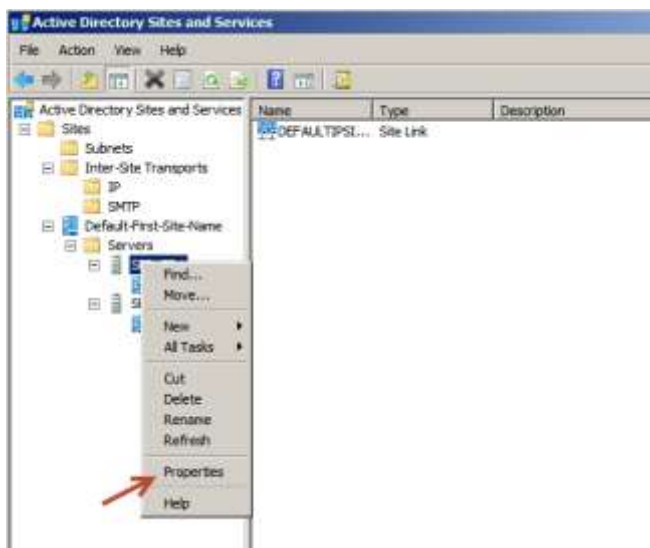 Active Directory Sites and Services
File Action View Help
Active Directory Sites and Services
Name Type Description
Sites
DEFAULTIPSI... Site Link
Subnets
Inter-Site Transports
IP
SMTP
Default-First-Site-Name
Servers
Find...
Move...
New
All Tasks
Cut
Delete
Rename
Refresh
Properties
Help